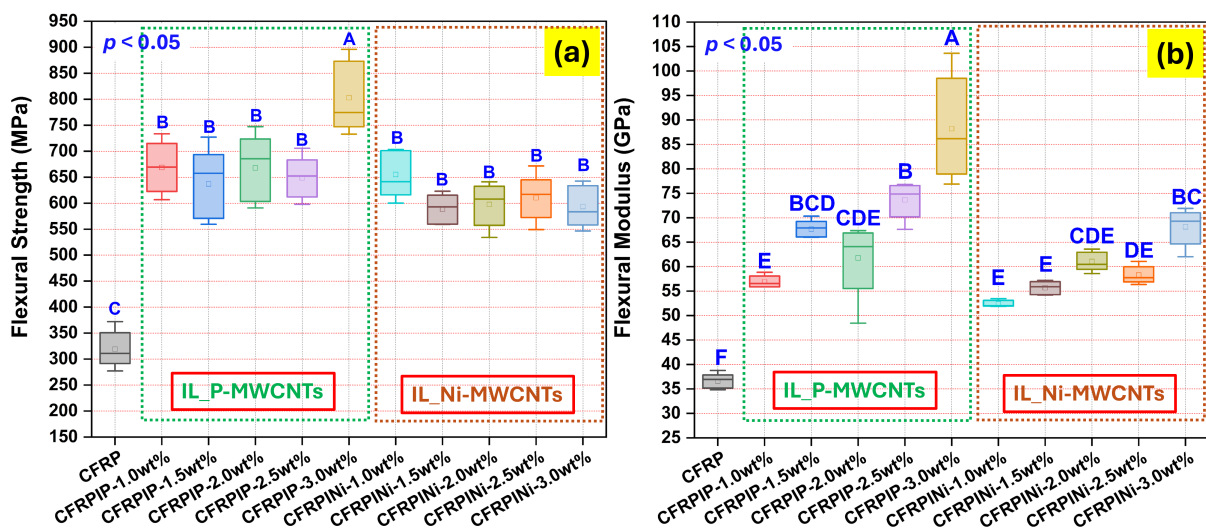 (a)
p < 0.05
Flexural Strength (MPa)
950
900
850
800
750
700
650
600
550
500
450
400
350
300
250
200
150
C
B
B
B
B
A
B
B
B
B
B
IL_P-MWCNTs
IL_Ni-MWCNTs
CFRP
CFRPIP-1.0wt%
CFRPIP-1.5wt%
CFRPIP-2.0wt%
CFRPIP-2.5wt%
CFRPIP-3.0wt%
CFRPINi-1.0wt%
CFRPINi-1.5wt%
CFRPINi-2.0wt%
CFRPINi-2.5wt%
CFRPINi-3.0wt%
(b)
p < 0.05
Flexural Modulus (GPa)
110
105
100
95
90
85
80
75
70
65
60
55
50
45
40
35
30
25
F
E
BCD
CDE
B
A
E
E
CDE
DE
BC
IL_P-MWCNTs
IL_Ni-MWCNTs
CFRP
CFRPIP-1.0wt%
CFRPIP-1.5wt%
CFRPIP-2.0wt%
CFRPIP-2.5wt%
CFRPIP-3.0wt%
CFRPINi-1.0wt%
CFRPINi-1.5wt%
CFRPINi-2.0wt%
CFRPINi-2.5wt%
CFRPINi-3.0wt%